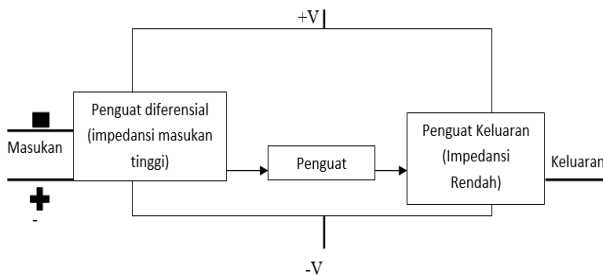 +V
Penguat diferensial
(impedansi masukan
tinggi)
Masukan
+
-
Penguat
Penguat Keluaran
(Impedansi
Rendah)
Keluaran
-V